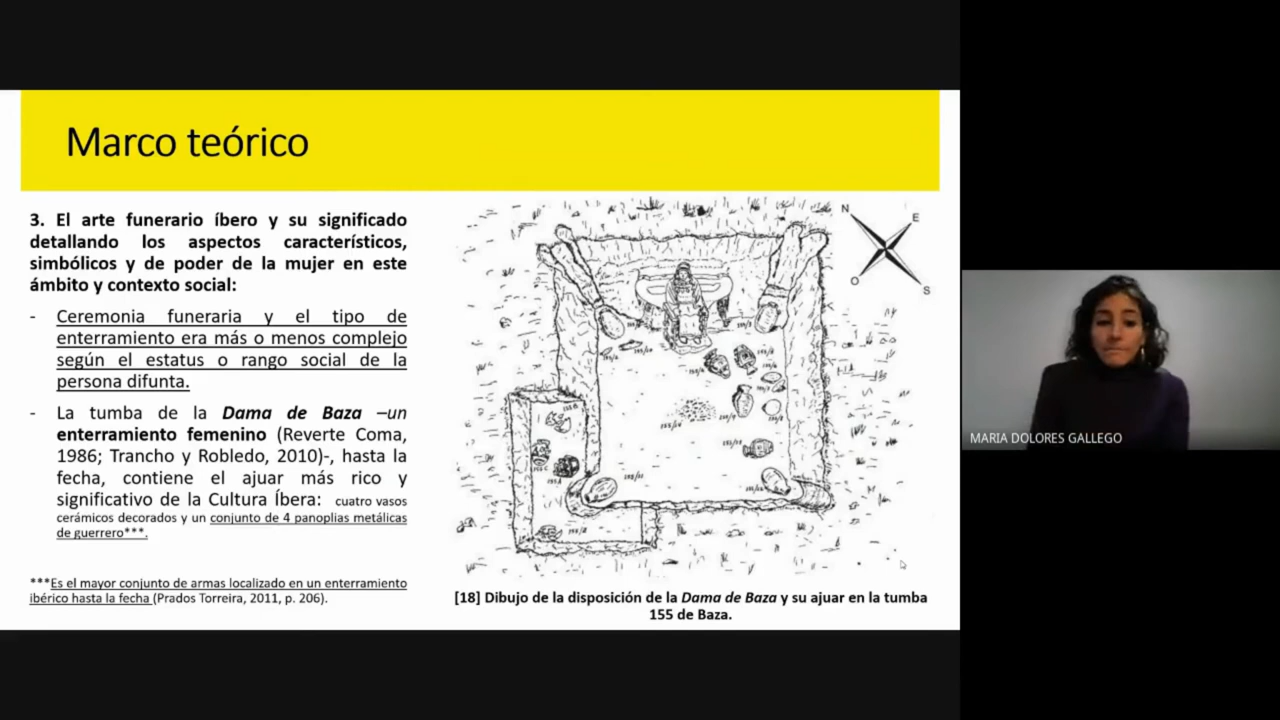 Marco teórico
3. El arte funerario íbero y su significado
detallando los aspectos característicos,
simbólicos y de poder de la mujer en este
ámbito y contexto social:
- Ceremonia funeraria y el tipo de
enterramiento era más o menos complejo
según el estatus o rango social de la
persona difunta.
- La tumba de la Dama de Baza –un
enterramiento femenino (Reverte Coma,
1986; Trancho y Robledo, 2010)-, hasta la
fecha, contiene el ajuar más rico y
significativo de la Cultura Íbera: cuatro vasos
cerámicos decorados y un conjunto de 4 panoplias metálicas
de guerrero***.
***Es el mayor conjunto de armas localizado en un enterramiento
ibérico hasta la fecha (Prados Torreira, 2011, p. 206).
N
E
O
S
[18] Dibujo de la disposición de la Dama de Baza y su ajuar en la tumba
155 de Baza.
MARIA DOLORES GALLEGO